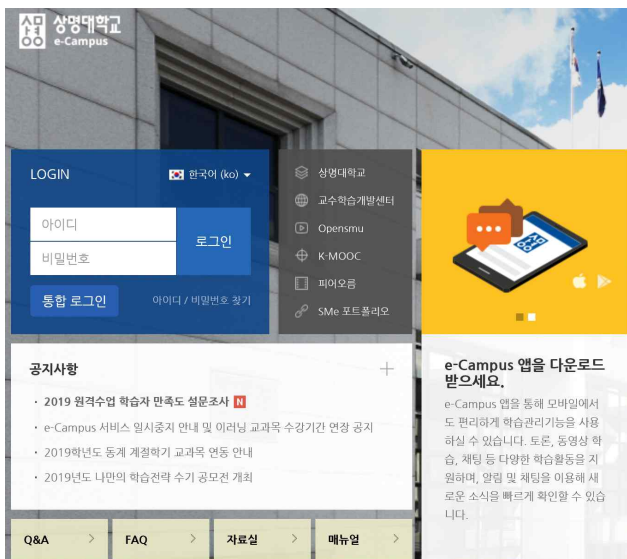 상명대학교
e-Campus
LOGIN
한국어 (ko)
아이디
비밀번호
로그인
통합 로그인
아이디 / 비밀번호 찾기
상명대학교
교수학습개발센터
Opensmu
K-MOOC
피어오름
SMe 포트폴리오
공지사항
· 2019 원격수업 학습자 만족도 설문조사 N
· e-Campus 서비스 일시중지 안내 및 이러닝 교과목 수강기간 연장 공지
· 2019학년도 동계 계절학기 교과목 연동 안내
· 2019년도 나만의 학습전략 수기 공모전 개최
e-Campus 앱을 다운로드
받으세요.
e-Campus 앱을 통해 모바일에서
도 편리하게 학습관리기능을 사용
하실 수 있습니다. 토론, 동영상 학
습, 채팅 등 다양한 학습활동을 지
원하며, 알림 및 채팅을 이용해 새
로운 소식을 빠르게 확인할 수 있습
니다.
Q&A
FAQ
자료실
매뉴얼